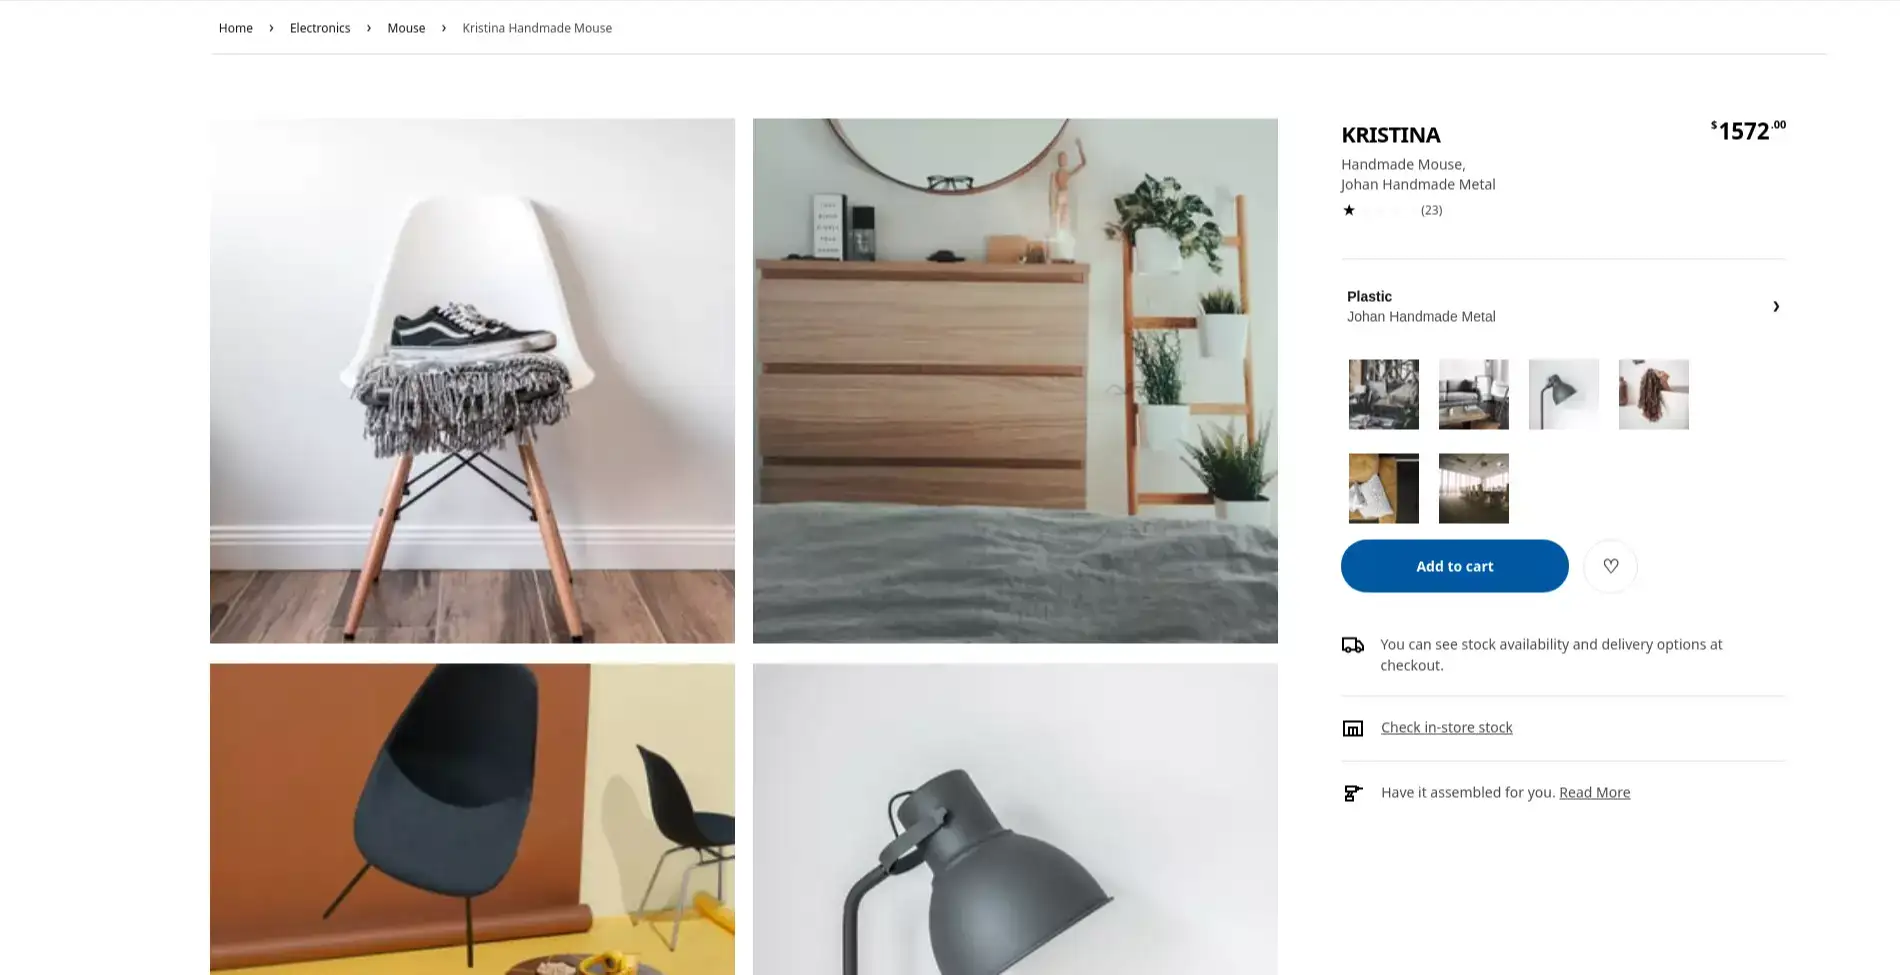 Home › Electronics › Mouse › Kristina Handmade Mouse
KRISTINA
$1572.00
Handmade Mouse,
Johan Handmade Metal
★ (23)
Plastic
Johan Handmade Metal
Add to cart
You can see stock availability and delivery options at
checkout.
Check in-store stock
Have it assembled for you. Read More